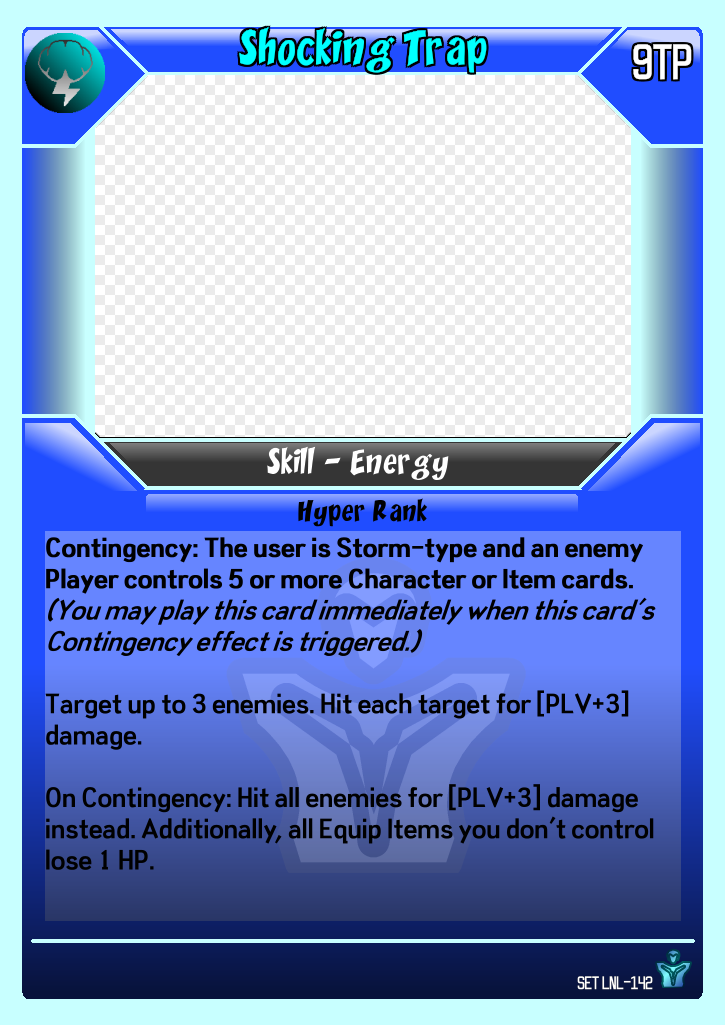 Shocking Trap
9TP
Skill - Energy
Hyper Rank
Contingency: The user is Storm-type and an enemy
Player controls 5 or more Character or Item cards.
(You may play this card immediately when this card's
Contingency effect is triggered.)
Target up to 3 enemies. Hit each target for [PLV+3]
damage.
On Contingency: Hit all enemies for [PLV+3] damage
instead. Additionally, all Equip Items you don't control
lose 1 HP.
SET LNL-142